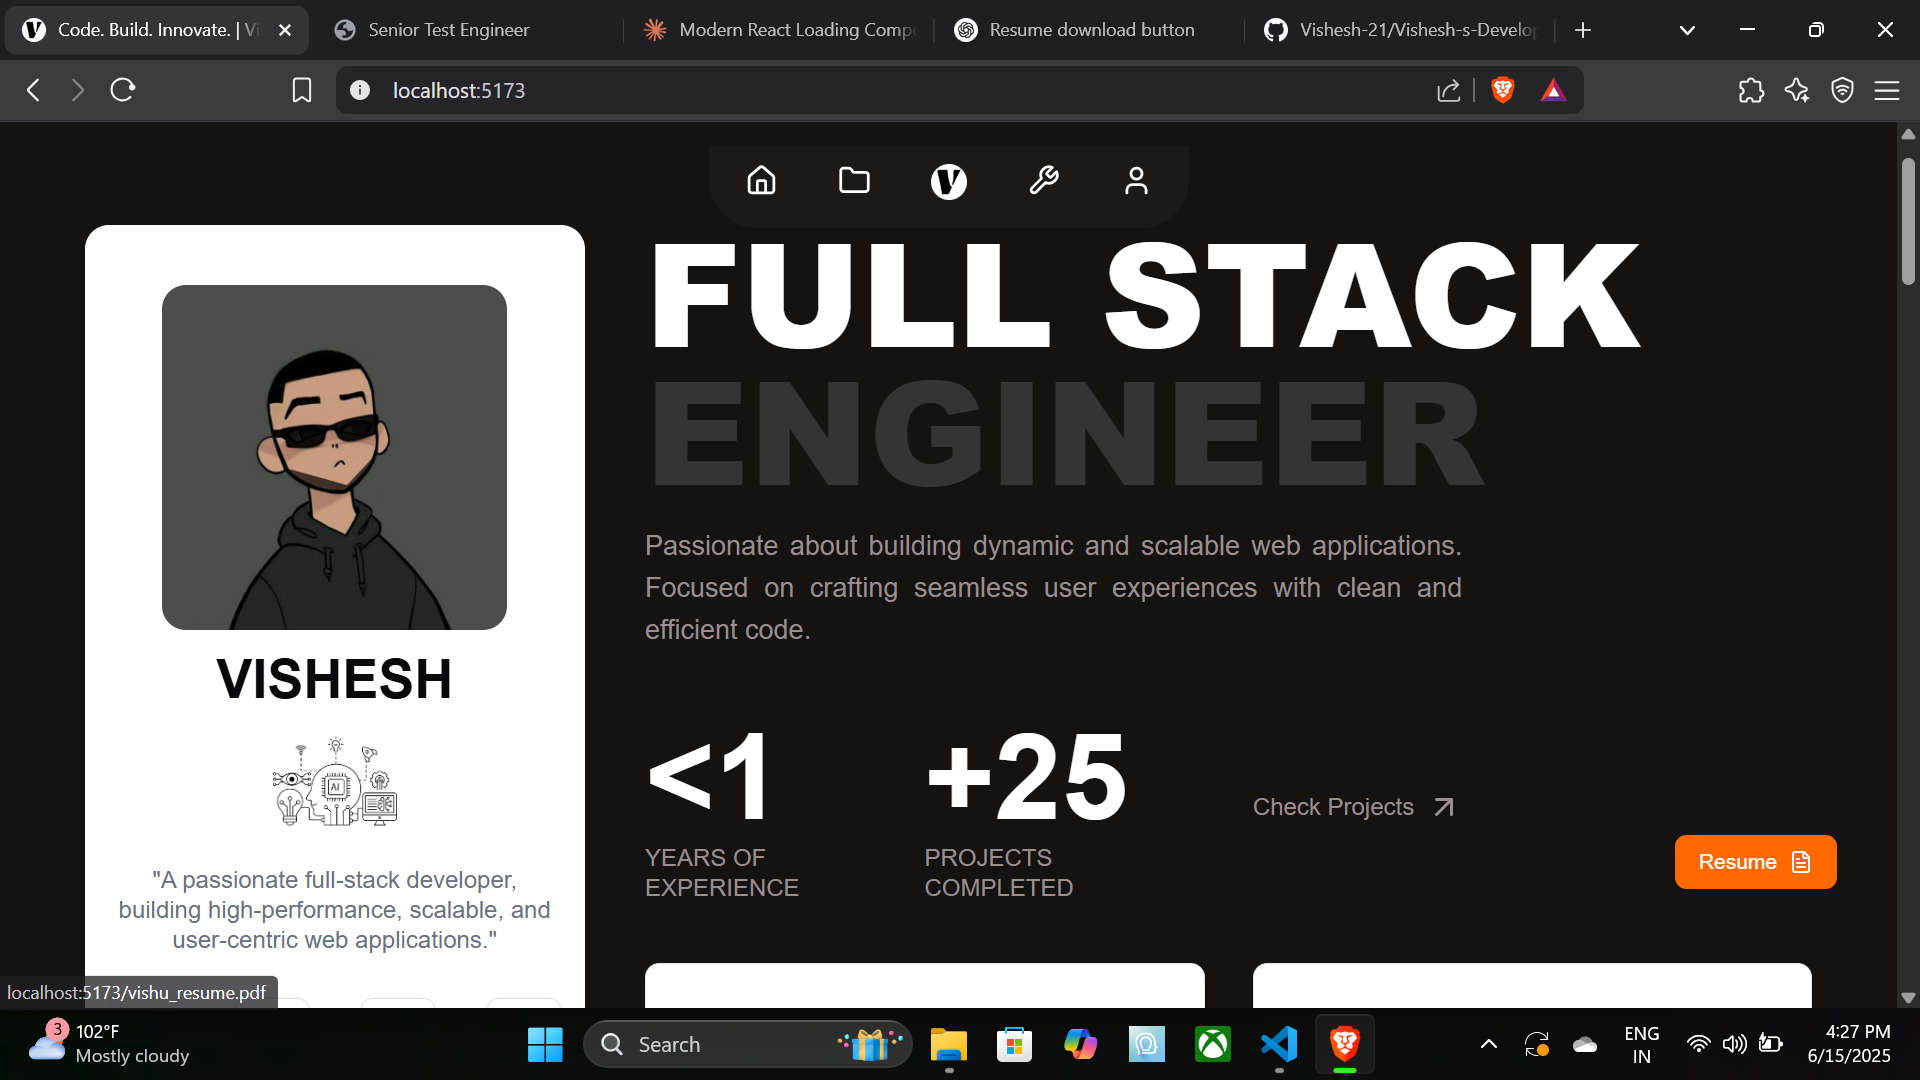 Code. Build. Innovate. | Vi
Senior Test Engineer
Modern React Loading Compo
Resume download button
Vishesh-21/Vishesh-s-Develop
localhost:5173
V
FULL STACK
ENGINEER
Passionate about building dynamic and scalable web applications.
Focused on crafting seamless user experiences with clean and
efficient code.
VISHESH
AI
"A passionate full-stack developer,
building high-performance, scalable, and
user-centric web applications."
<1
YEARS OF
EXPERIENCE
+25
PROJECTS
COMPLETED
Check Projects
Resume
localhost:5173/vishu_resume.pdf
3
102°F
Mostly cloudy
Search
ENG
IN
4:27 PM
6/15/2025